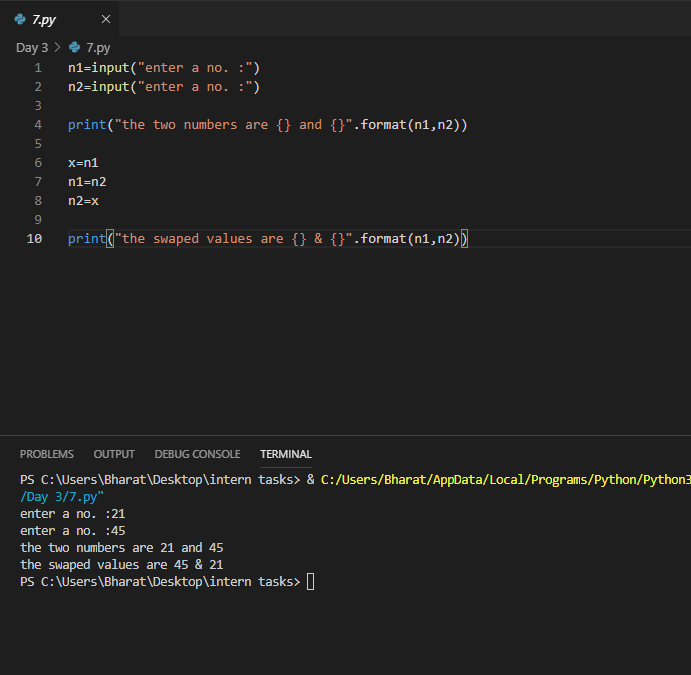 7.py
Day 3 > 7.py
1 n1=input("enter a no. :")
2 n2=input("enter a no. :")
3
4 print("the two numbers are {} and {}".format(n1,n2))
5
6 x=n1
7 n1=n2
8 n2=x
9
10 print("the swaped values are {} & {}".format(n1,n2))
PROBLEMS OUTPUT DEBUG CONSOLE TERMINAL
PS C:\Users\Bharat\Desktop\intern tasks> & C:/Users/Bharat/AppData/Local/Programs/Python/Python3
/Day 3/7.py"
enter a no. :21
enter a no. :45
the two numbers are 21 and 45
the swaped values are 45 & 21
PS C:\Users\Bharat\Desktop\intern tasks>